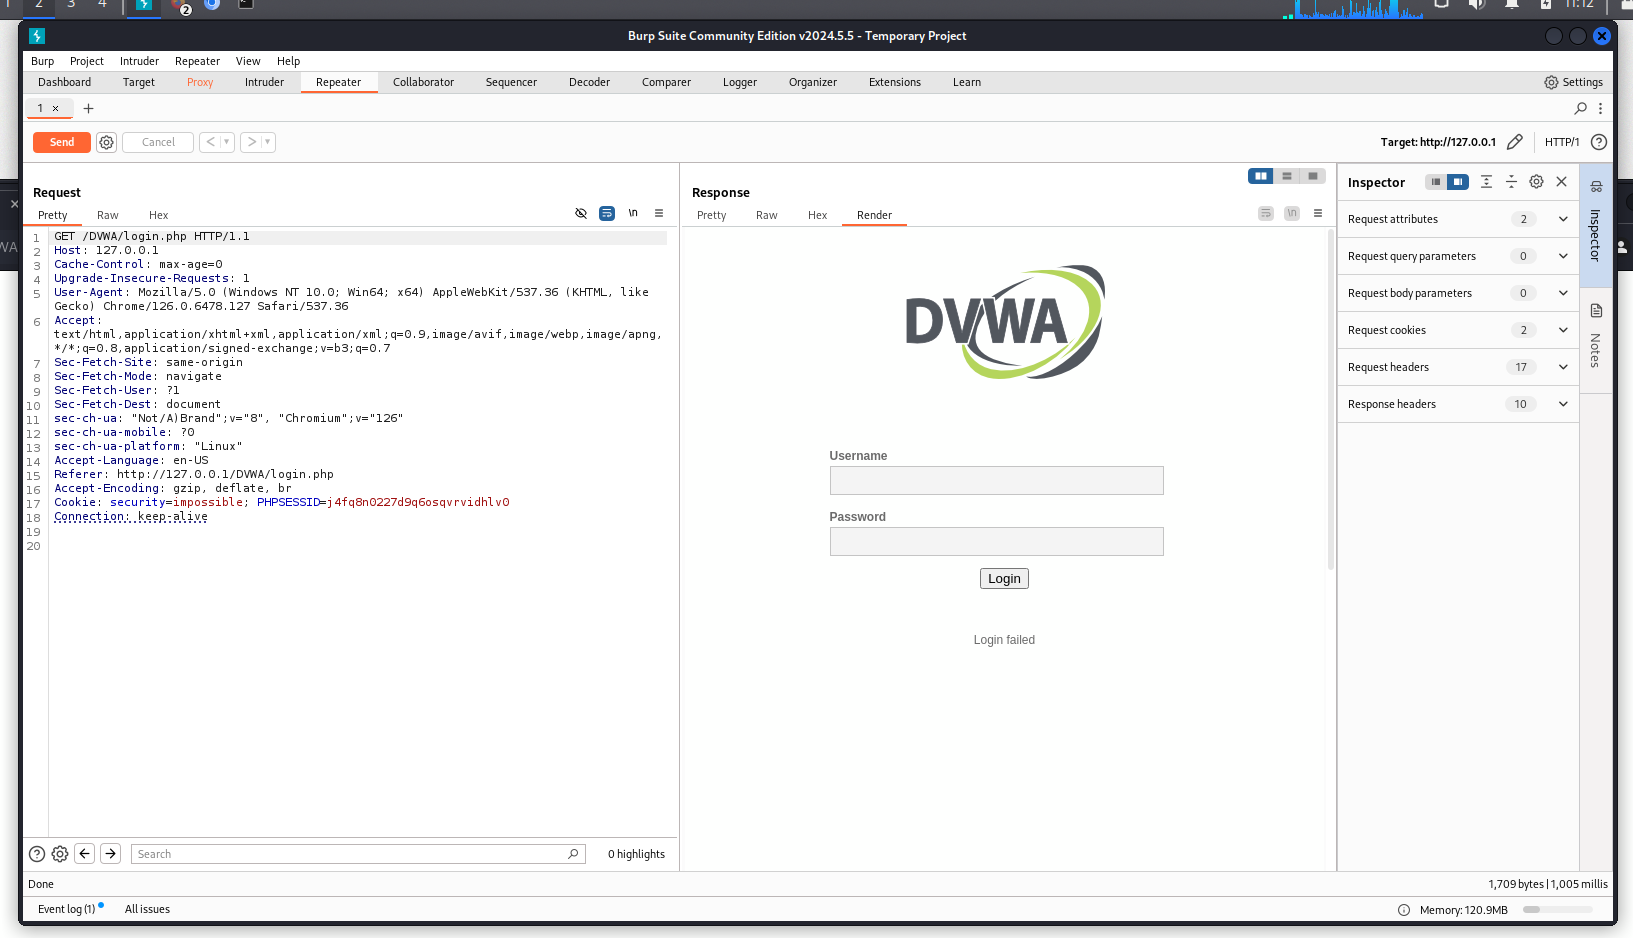 1 2 3 4 2 11:12
Burp Suite Community Edition v2024.5.5 - Temporary Project
Burp Project Intruder Repeater View Help
Dashboard Target Proxy Intruder Repeater Collaborator Sequencer Decoder Comparer Logger Organizer Extensions Learn Settings
1 × +
Send Cancel < > Target: http://127.0.0.1 HTTP/1 ?
Request
Pretty Raw Hex \n
1 GET /DVWA/login.php HTTP/1.1
2 Host: 127.0.0.1
3 Cache-Control: max-age=0
4 Upgrade-Insecure-Requests: 1
5 User-Agent: Mozilla/5.0 (Windows NT 10.0; Win64; x64) AppleWebKit/537.36 (KHTML, like
Gecko) Chrome/126.0.6478.127 Safari/537.36
6 Accept:
text/html,application/xhtml+xml,application/xml;q=0.9,image/avif,image/webp,image/apng,
*/*;q=0.8,application/signed-exchange;v=b3;q=0.7
7 Sec-Fetch-Site: same-origin
8 Sec-Fetch-Mode: navigate
9 Sec-Fetch-User: ?1
10 Sec-Fetch-Dest: document
11 sec-ch-ua: "Not/A)Brand";v="8", "Chromium";v="126"
12 sec-ch-ua-mobile: ?0
13 sec-ch-ua-platform: "Linux"
14 Accept-Language: en-US
15 Referer: http://127.0.0.1/DVWA/login.php
16 Accept-Encoding: gzip, deflate, br
17 Cookie: security=impossible; PHPSESSID=j4fq8n0227d9q6osqvrvidhlv0
18 Connection: keep-alive
19
20
Search 0 highlights
Response
Pretty Raw Hex Render \n
DVWA
Username
Password
Login
Login failed
Inspector
Request attributes 2
Request query parameters 0
Request body parameters 0
Request cookies 2
Request headers 17
Response headers 10
Inspector
Notes
Done 1,709 bytes | 1,005 millis
Event log (1) All issues Memory: 120.9MB